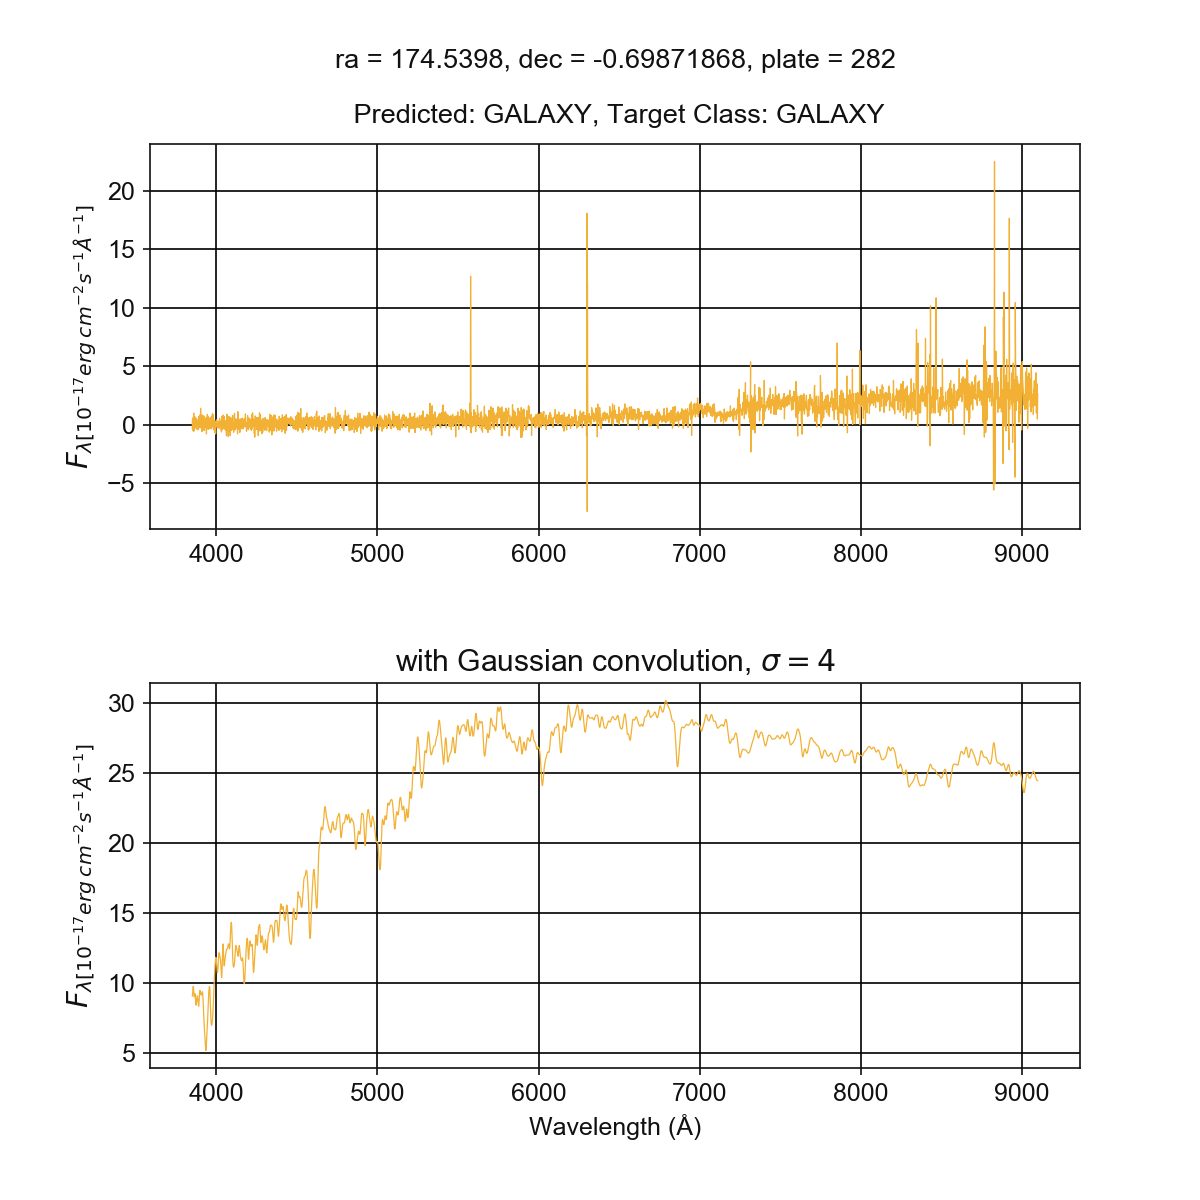 ra = 174.5398, dec = -0.69871868, plate = 282
Predicted: GALAXY, Target Class: GALAXY
20
15
10
5
0
−5
F_λ[10^−17 erg cm^−2 s^−1 Å^−1]
4000 5000 6000 7000 8000 9000
with Gaussian convolution, σ = 4
30
25
20
15
10
5
F_λ[10^−17 erg cm^−2 s^−1 Å^−1]
4000 5000 6000 7000 8000 9000
Wavelength (Å)